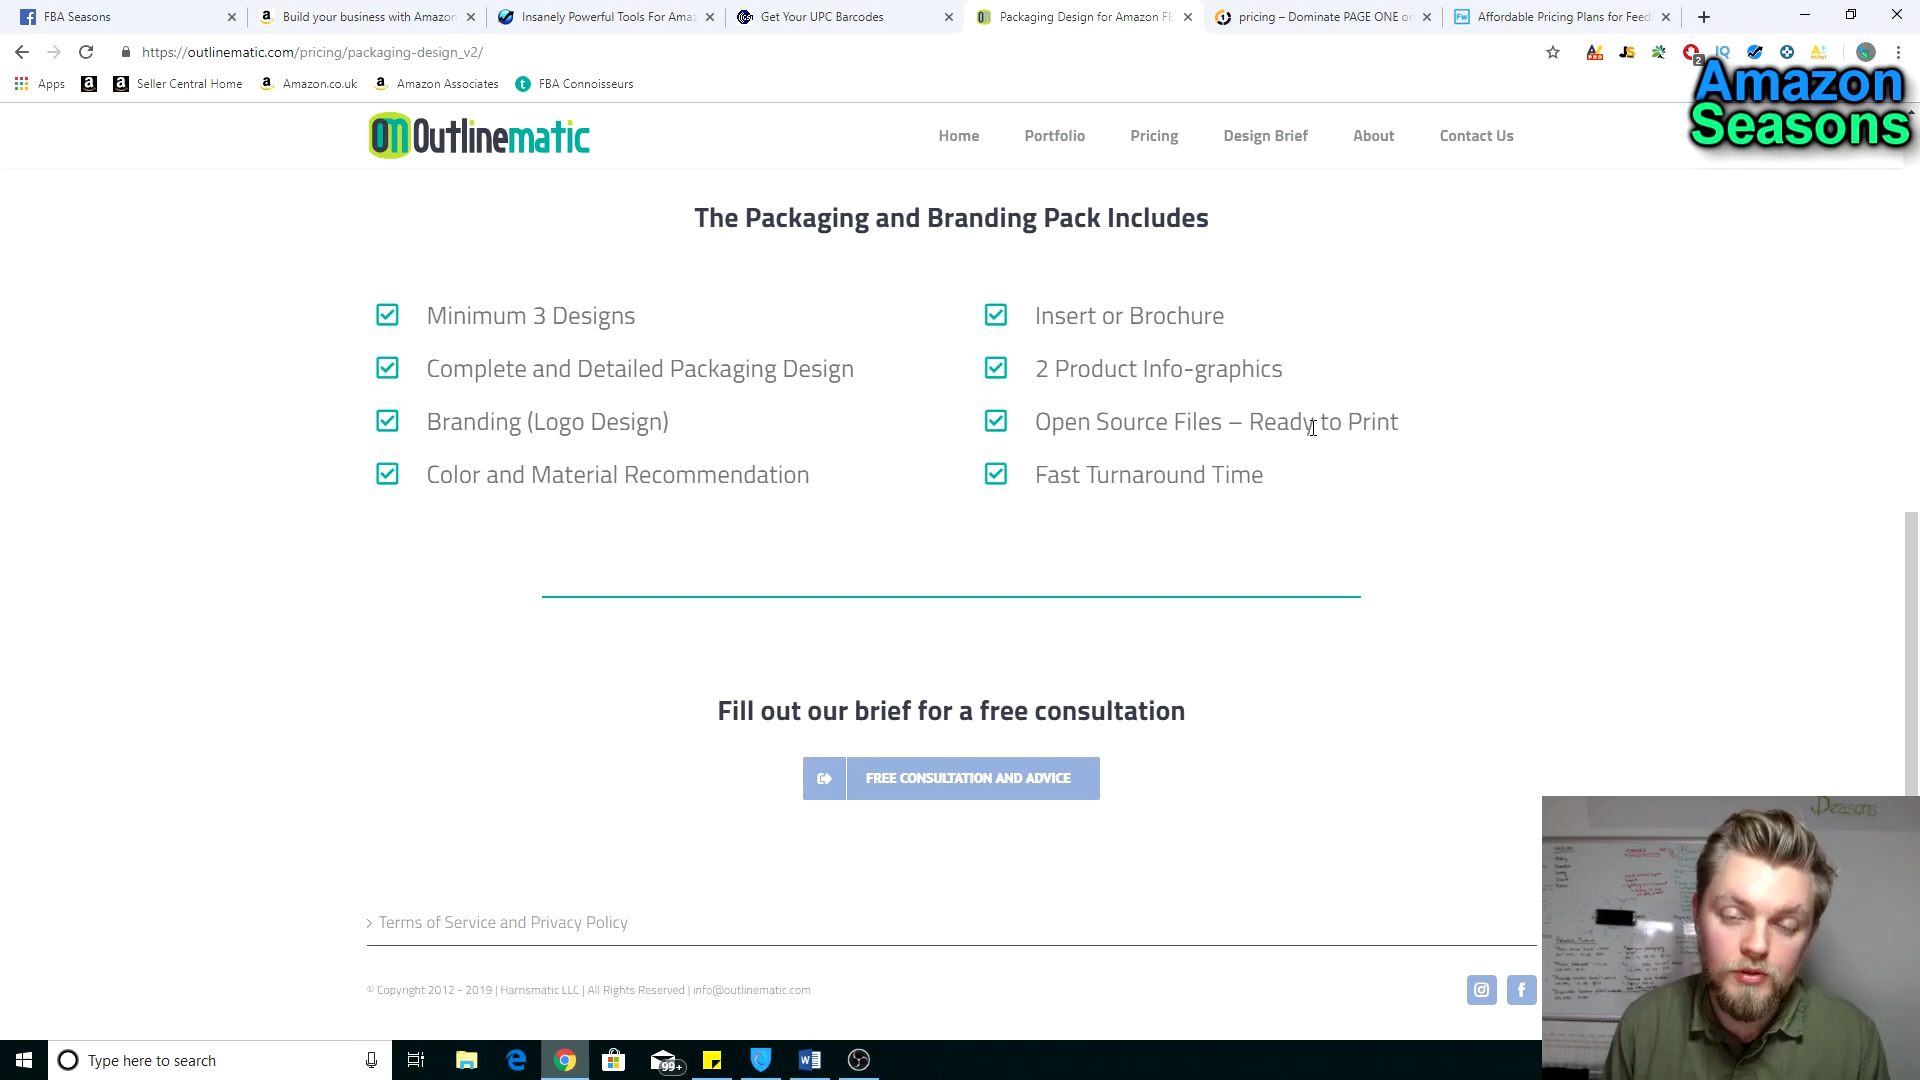 FBA Seasons
Build your business with Amazon
Insanely Powerful Tools For Ama
Get Your UPC Barcodes
Packaging Design for Amazon FB
pricing – Dominate PAGE ONE or
Affordable Pricing Plans for Feed
https://outlinematic.com/pricing/packaging-design_v2/
2
Apps
Seller Central Home
Amazon.co.uk
Amazon Associates
FBA Connoisseurs
Amazon
Seasons
Outlinematic
Home
Portfolio
Pricing
Design Brief
About
Contact Us
The Packaging and Branding Pack Includes
Minimum 3 Designs
Complete and Detailed Packaging Design
Branding (Logo Design)
Color and Material Recommendation
Insert or Brochure
2 Product Info-graphics
Open Source Files – Ready to Print
Fast Turnaround Time
Fill out our brief for a free consultation
FREE CONSULTATION AND ADVICE
> Terms of Service and Privacy Policy
© Copyright 2012 - 2019 | Harrismatic LLC | All Rights Reserved | info@outlinematic.com
Type here to search
99+